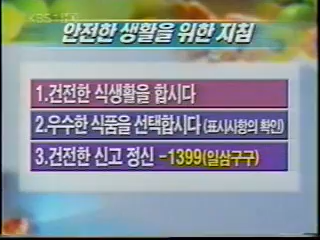 KBS
안전한 생활을 위한 지침
1.건전한 식생활을 합시다
2.우수한 식품을 선택합시다(표시사항의 확인)
3.건전한 신고 정신 -1399(일삼구구)